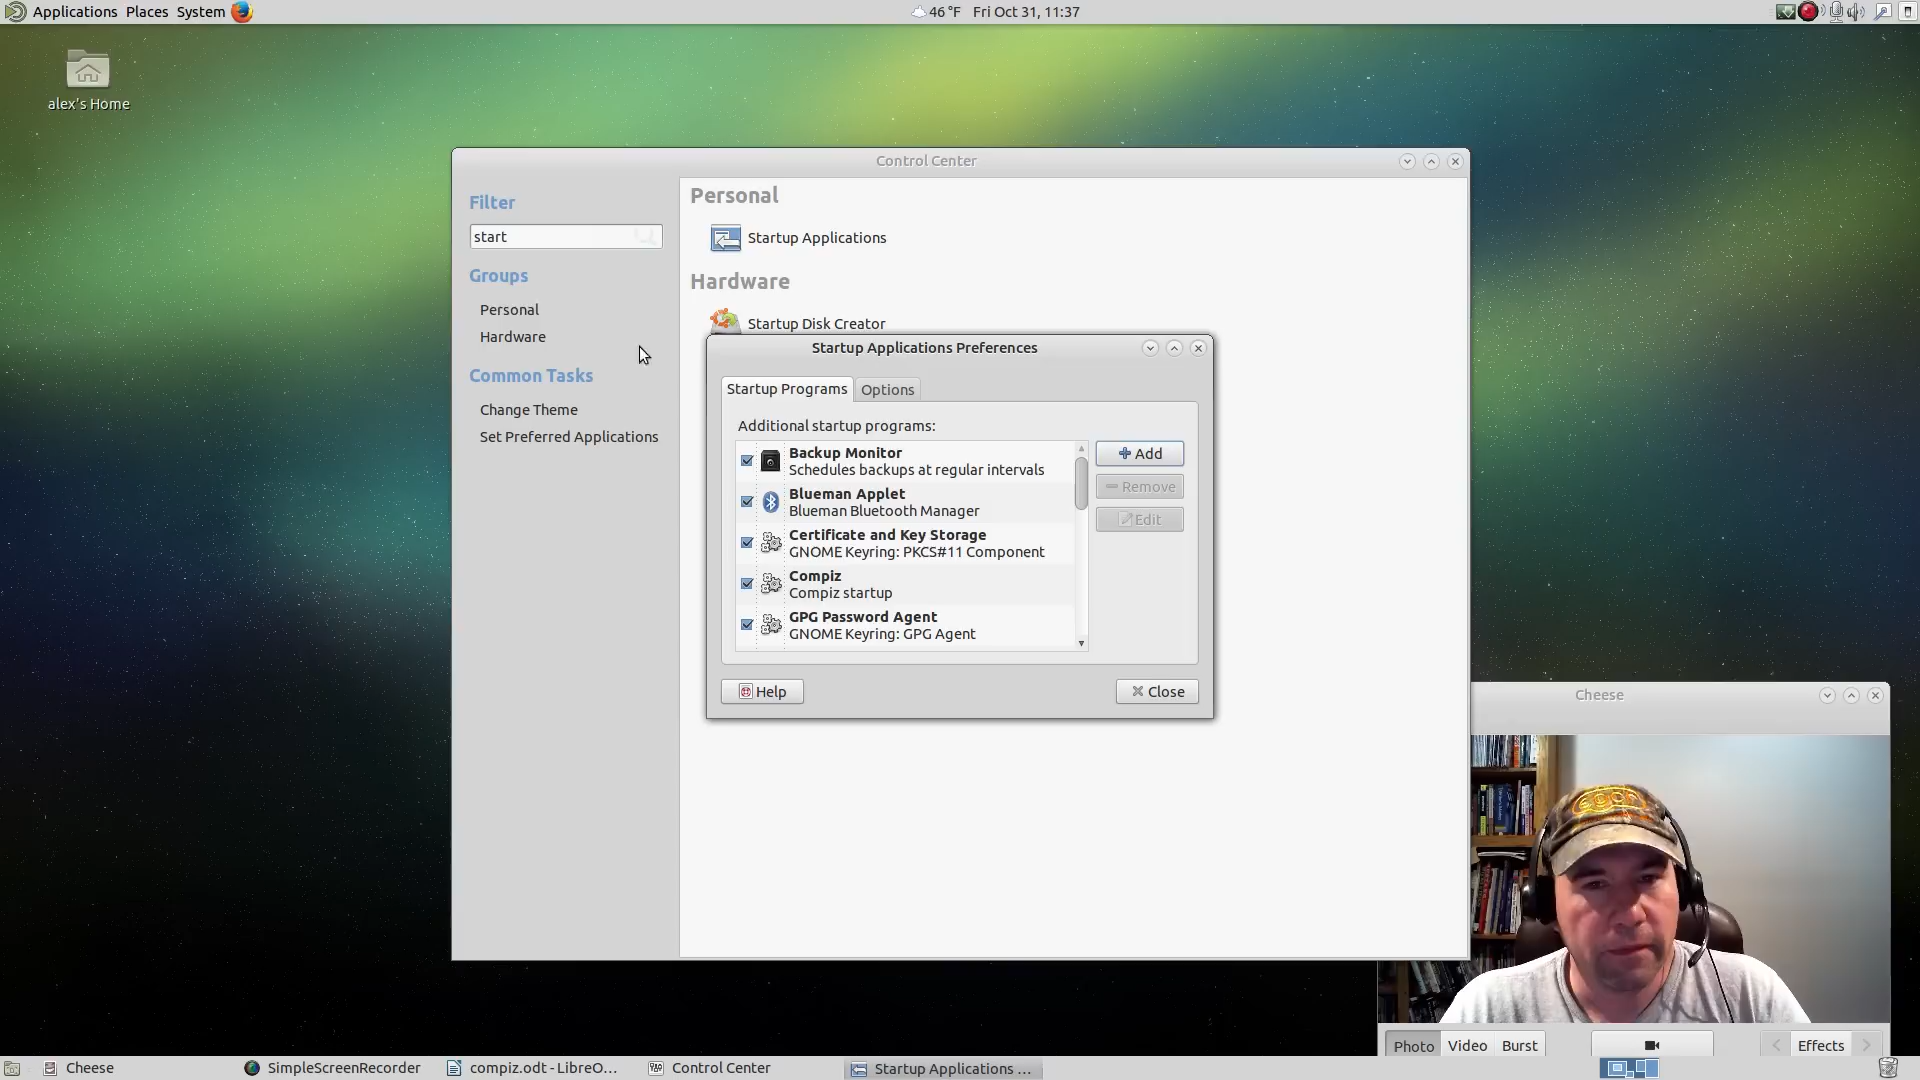 Applications Places System
46 °F Fri Oct 31, 11:37
alex's Home
Control Center
Filter
start
Groups
Personal
Hardware
Common Tasks
Change Theme
Set Preferred Applications
Personal
Startup Applications
Hardware
Startup Disk Creator
Startup Applications Preferences
Startup Programs
Options
Additional startup programs:
Backup Monitor
Schedules backups at regular intervals
Blueman Applet
Blueman Bluetooth Manager
Certificate and Key Storage
GNOME Keyring: PKCS#11 Component
Compiz
Compiz startup
GPG Password Agent
GNOME Keyring: GPG Agent
Add
Remove
Edit
Help
Close
Cheese
Photo
Video
Burst
Effects
Cheese
SimpleScreenRecorder
compiz.odt - LibreO...
Control Center
Startup Applications ...